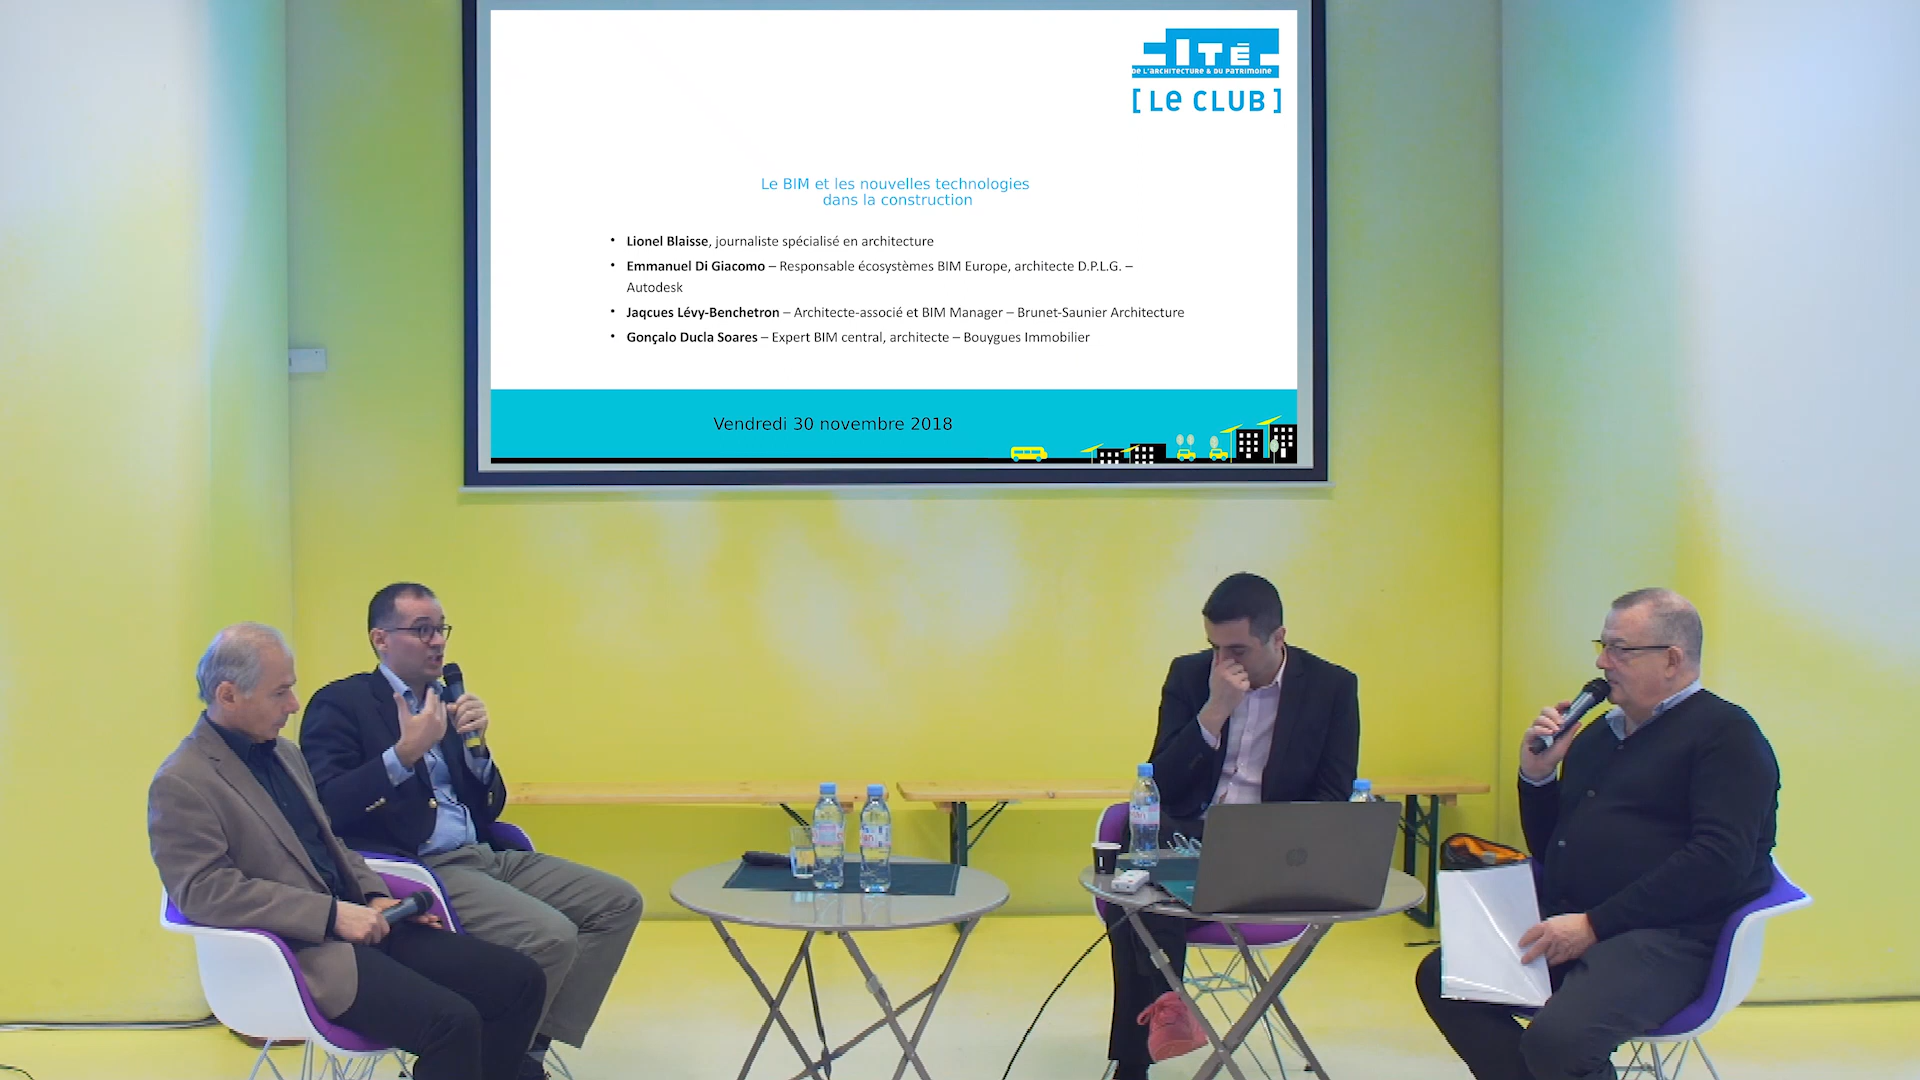 CITÉ
DE L'ARCHITECTURE & DU PATRIMOINE
[Le CLUB]
Le BIM et les nouvelles technologies
dans la construction
• Lionel Blaisse, journaliste spécialisé en architecture
• Emmanuel Di Giacomo – Responsable écosystèmes BIM Europe, architecte D.P.L.G. –
Autodesk
• Jaqcues Lévy-Benchetron – Architecte-associé et BIM Manager – Brunet-Saunier Architecture
• Gonçalo Ducla Soares – Expert BIM central, architecte – Bouygues Immobilier
Vendredi 30 novembre 2018